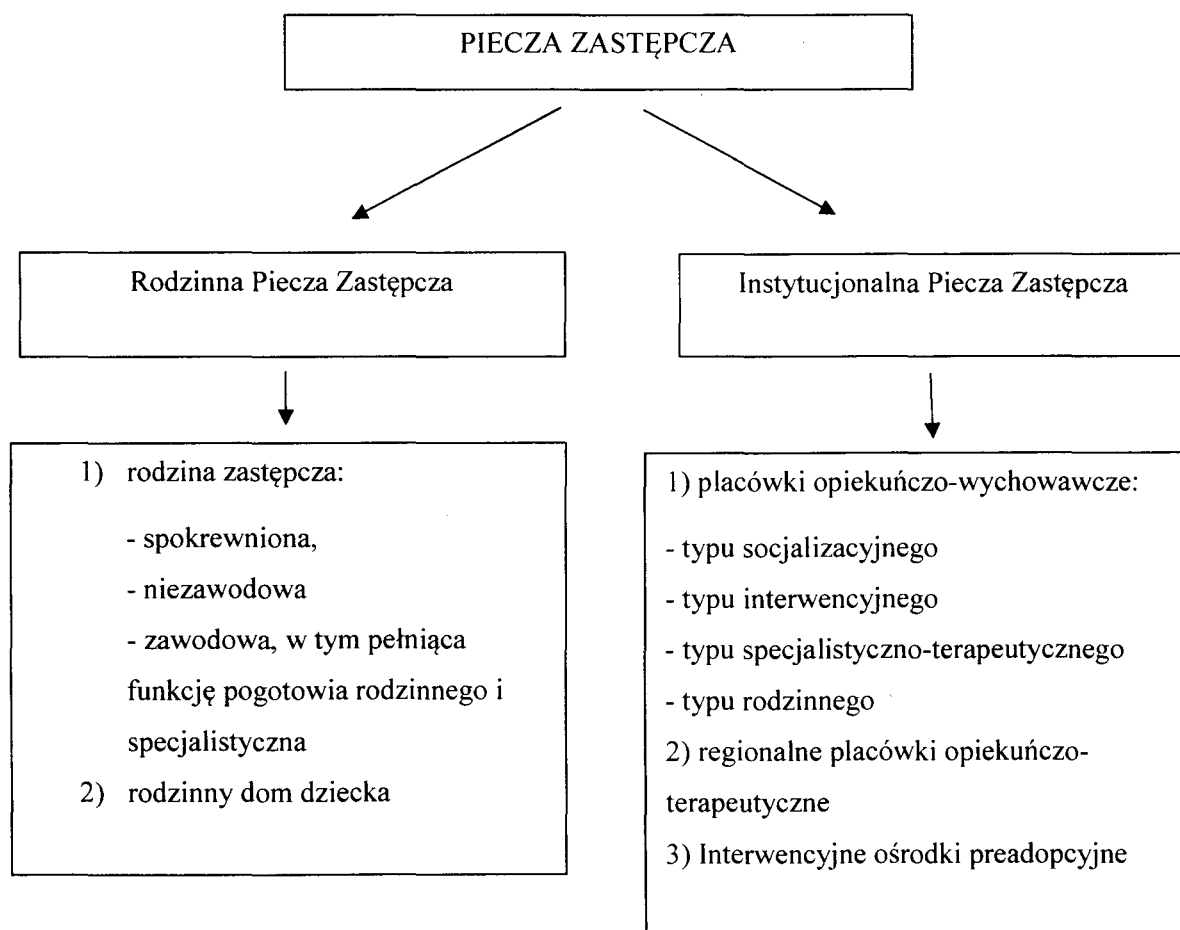 PIECZA ZASTĘPCZA
Rodzinna Piecza Zastępcza
Instytucjonalna Piecza Zastępcza
1) rodzina zastępcza:
- spokrewniona,
- niezawodowa
- zawodowa, w tym pełniąca
funkcję pogotowia rodzinnego i
specjalistyczna
2) rodzinny dom dziecka
1) placówki opiekuńczo-wychowawcze:
- typu socjalizacyjnego
- typu interwencyjnego
- typu specjalistyczno-terapeutycznego
- typu rodzinnego
2) regionalne placówki opiekuńczo-
terapeutyczne
3) Interwencyjne ośrodki preadopcyjne